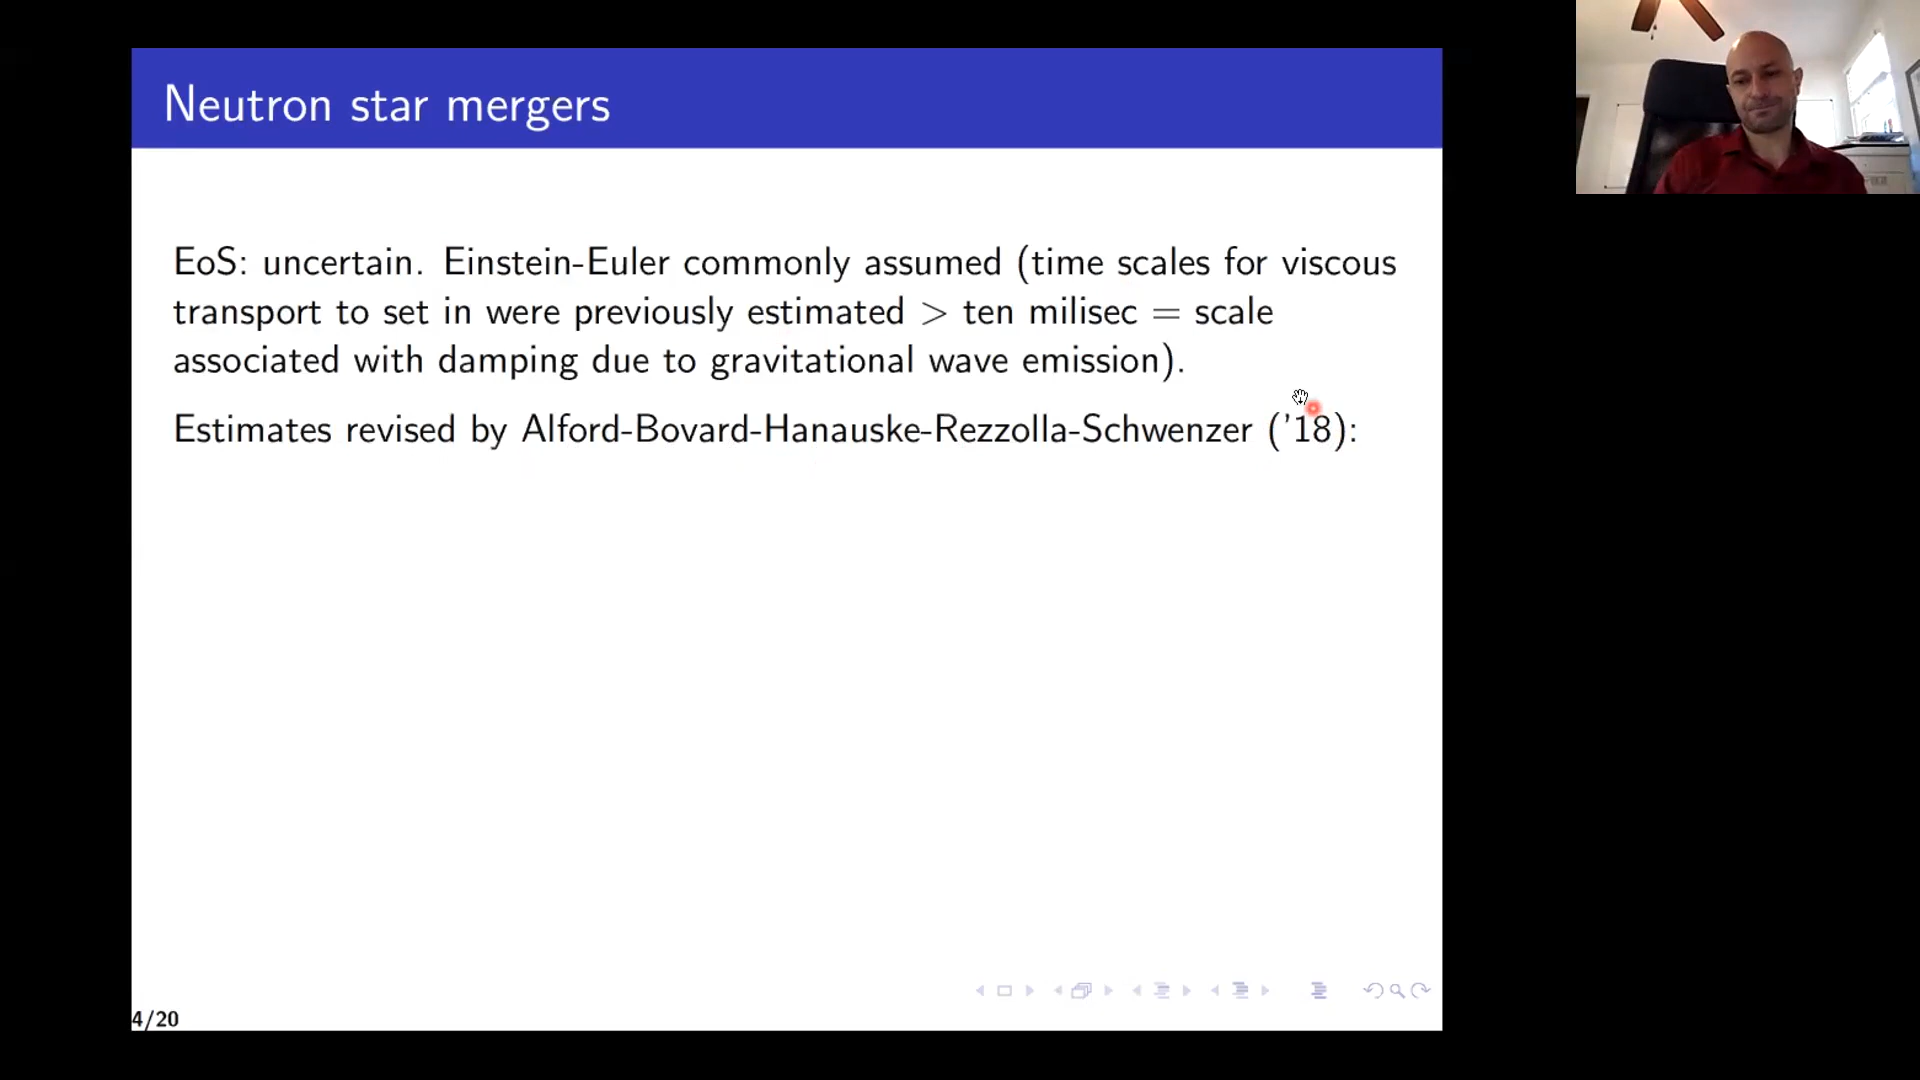 Neutron star mergers
EoS: uncertain. Einstein-Euler commonly assumed (time scales for viscous
transport to set in were previously estimated > ten milisec = scale
associated with damping due to gravitational wave emission).
Estimates revised by Alford-Bovard-Hanauske-Rezzolla-Schwenzer ('18):
4/20